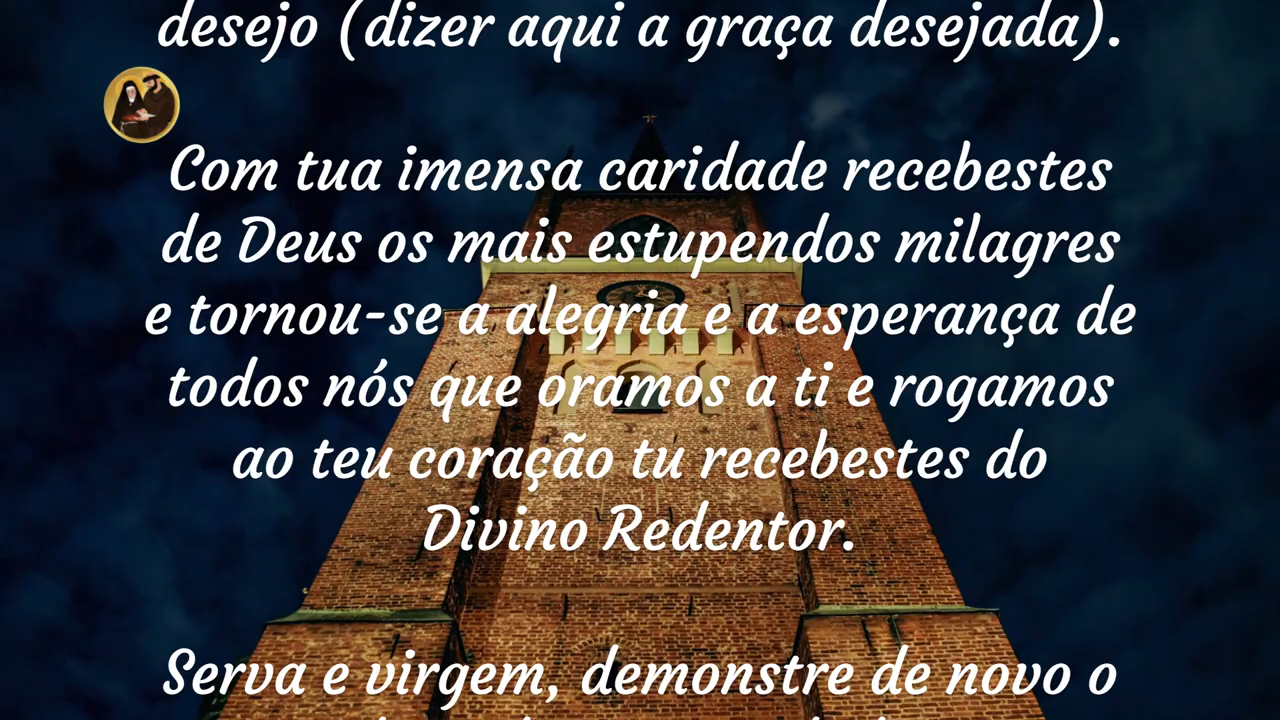 desejo (dizer aqui a graça desejada).
Com tua imensa caridade recebestes
de Deus os mais estupendos milagres
e tornou-se a alegria e a esperança de
todos nós que oramos a ti e rogamos
ao teu coração tu recebestes do
Divino Redentor.
Serva e virgem, demonstre de novo o